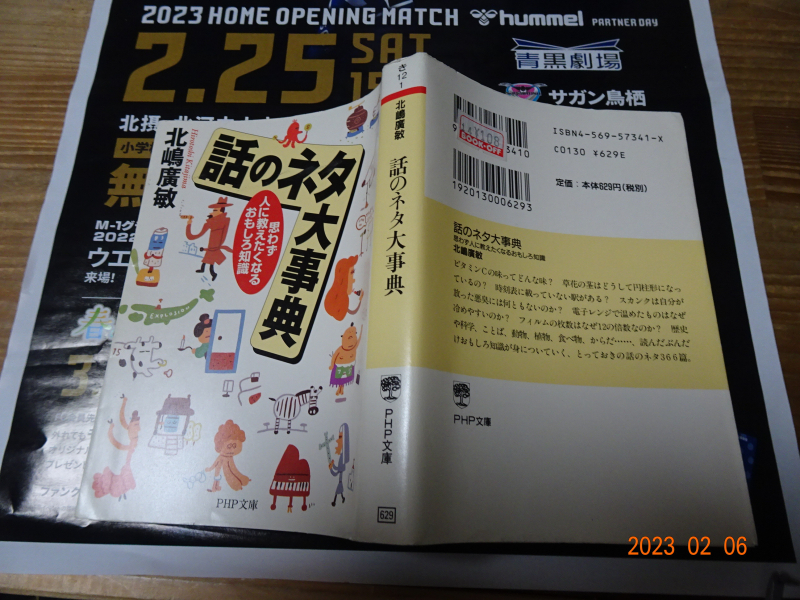 2023 HOME OPENING MATCH
hummel
PARTNER DAY
2.25
SAT
青黒劇場
サガン鳥栖
北摂
小学
無
M-1グ
2022
ウエ
来場!
春
プレゼン
ファンク
北嶋廣敏
Hirotoshi Kitajima
話のネタ
大事典
思わず
人に教えたくなる
おもしろ知識
EXPLOSION
PHP文庫
き
12
1
北嶋廣敏
話のネタ大事典
PHP文庫
629
BOOK-OFF
3410
1920130006293
ISBN4-569-57341-X
C0130 ¥629E
定価:本体629円(税別)
話のネタ大事典
思わず人に教えたくなるおもしろ知識
北嶋廣敏
ビタミンCの味ってどんな味? 草花の茎はどうして円柱形になっ
ているの? 時刻表に載っていない駅がある? スカンクは自分が
放った悪臭には何ともないのか? 電子レンジで温めたものはなぜ
冷めやすいのか? フィルムの枚数はなぜ12の倍数なのか? 歴史
や科学、ことば、動物、植物、食べ物、からだ……、読んだぶんだ
けおもしろ知識が身についていく、とっておきの話のネタ366篇。
PHP文庫
2023 02 06